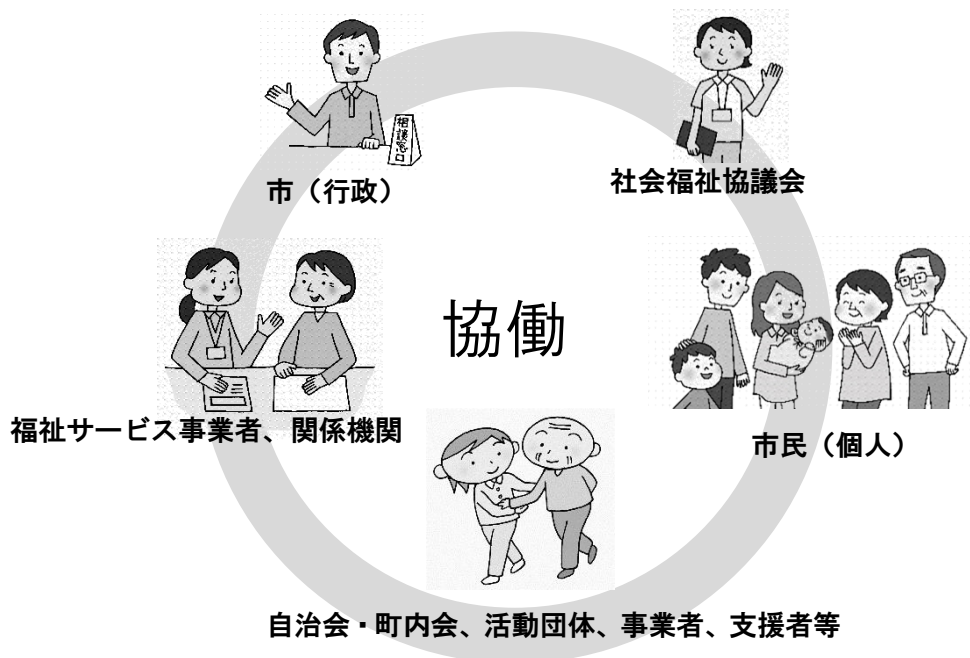 相談窓口
市（行政）
社会福祉協議会
協働
福祉サービス事業者、関係機関
市民（個人）
自治会・町内会、活動団体、事業者、支援者等